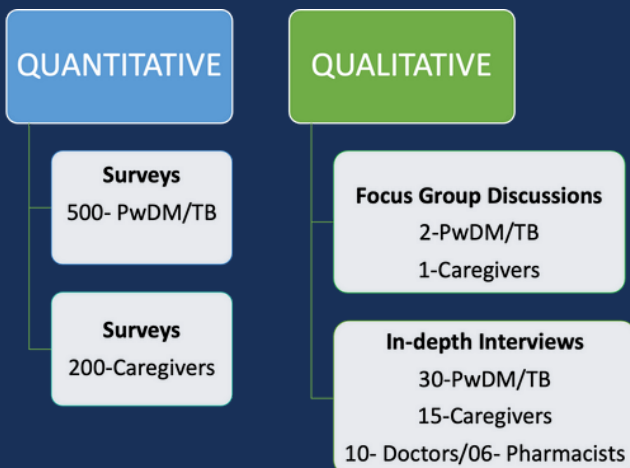 QUANTITATIVE
Surveys
500- PwDM/TB
Surveys
200-Caregivers
QUALITATIVE
Focus Group Discussions
2-PwDM/TB
1-Caregivers
In-depth Interviews
30-PwDM/TB
15-Caregivers
10- Doctors/06- Pharmacists